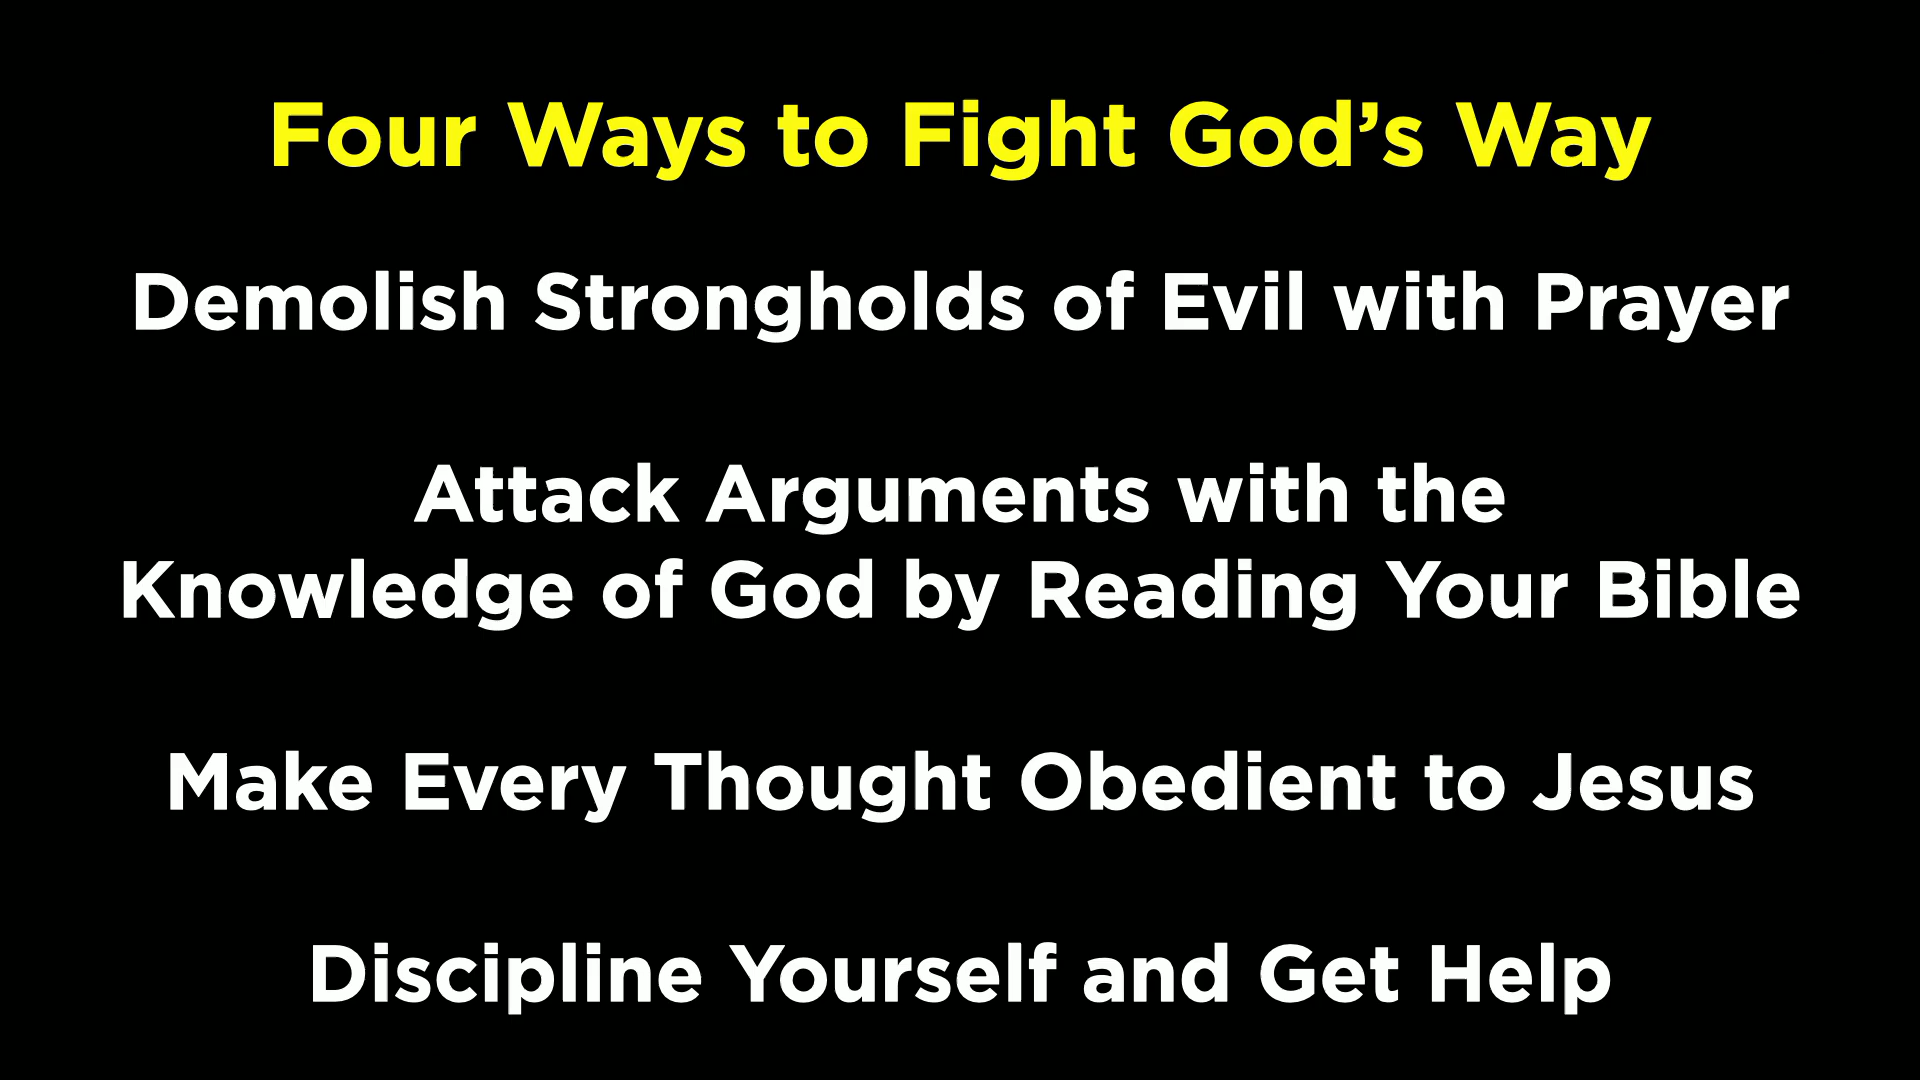 Four Ways to Fight God’s Way
Demolish Strongholds of Evil with Prayer
Attack Arguments with the
Knowledge of God by Reading Your Bible
Make Every Thought Obedient to Jesus
Discipline Yourself and Get Help